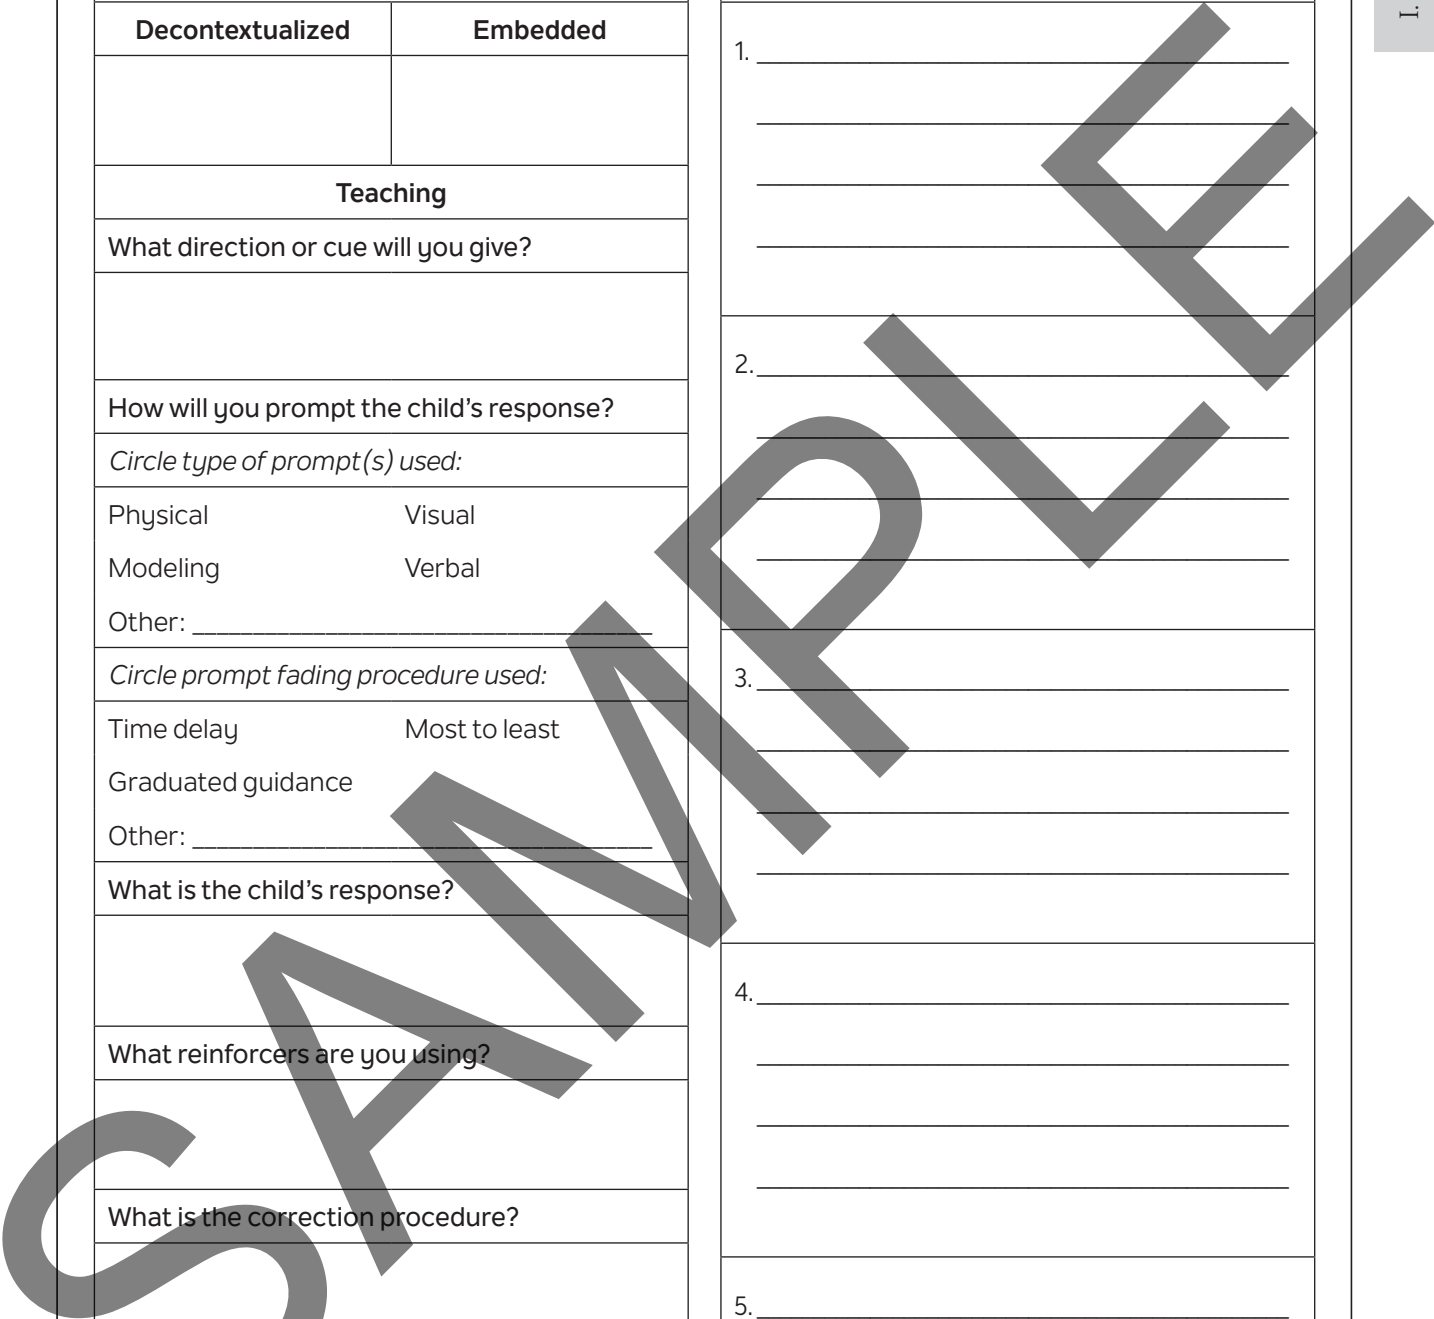 Decontextualized Embedded
Teaching
What direction or cue will you give?
How will you prompt the child's response?
Circle type of prompt(s) used:
Physical Visual
Modeling Verbal
Other:
Circle prompt fading procedure used:
Time delay Most to least
Graduated guidance
Other:
What is the child's response?
What reinforcers are you using?
What is the correction procedure?
1.
2.
3.
4.
5.
I.
SAMPLE